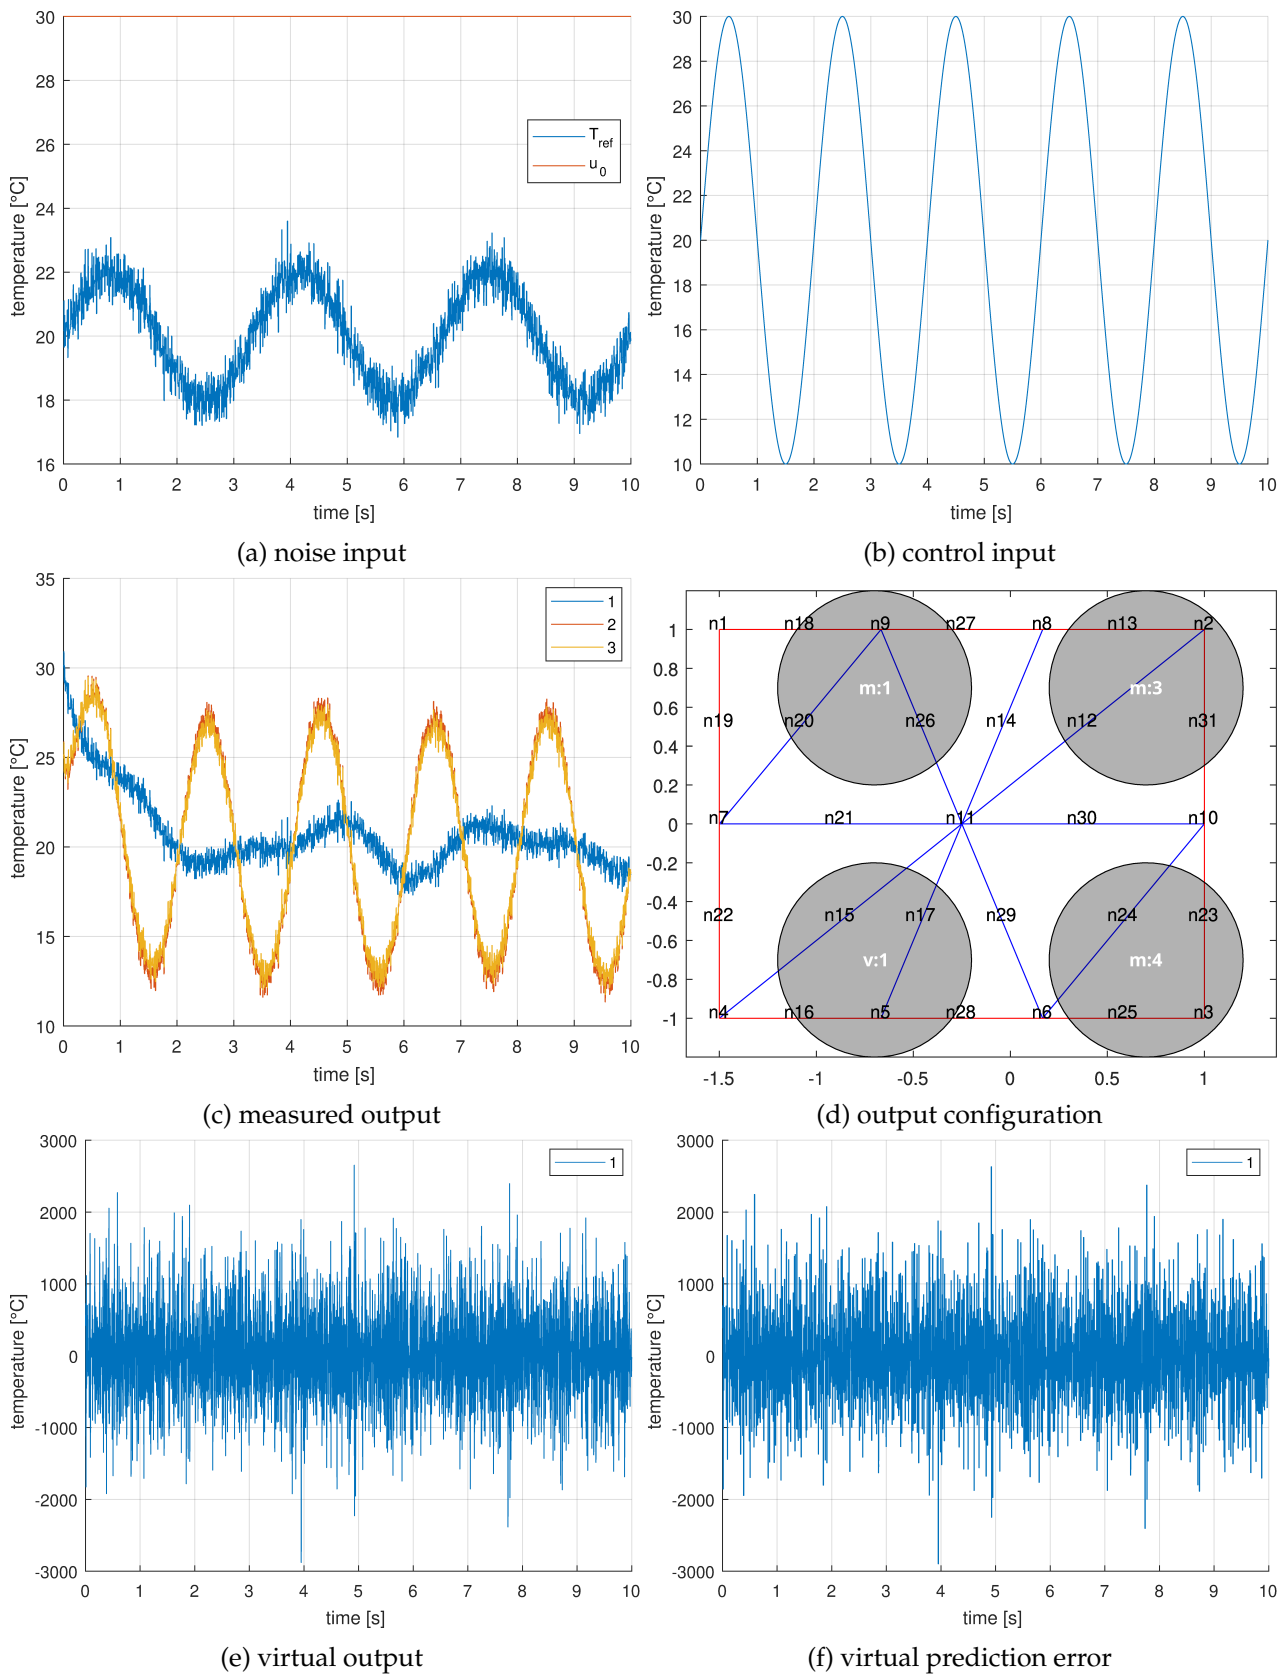 30
28
26
24
22
20
18
16
0 1 2 3 4 5 6 7 8 9 10
temperature [°C]
time [s]
T_ref
u_0
(a) noise input
30
28
26
24
22
20
18
16
14
12
10
0 1 2 3 4 5 6 7 8 9 10
temperature [°C]
time [s]
(b) control input
35
30
25
20
15
10
0 1 2 3 4 5 6 7 8 9 10
temperature [°C]
time [s]
1
2
3
(c) measured output
1
0.8
0.6
0.4
0.2
0
-0.2
-0.4
-0.6
-0.8
-1
-1.5 -1 -0.5 0 0.5 1
n1 n18 n9 n27 n8 n13 n2
m:1 m:3
n19 n20 n26 n14 n12 n31
n7 n21 n11 n30 n10
n22 n15 n17 n29 n24 n23
v:1 m:4
n4 n16 n5 n28 n6 n25 n3
(d) output configuration
3000
2000
1000
0
-1000
-2000
-3000
0 1 2 3 4 5 6 7 8 9 10
temperature [°C]
time [s]
1
(e) virtual output
3000
2000
1000
0
-1000
-2000
-3000
0 1 2 3 4 5 6 7 8 9 10
temperature [°C]
time [s]
1
(f) virtual prediction error